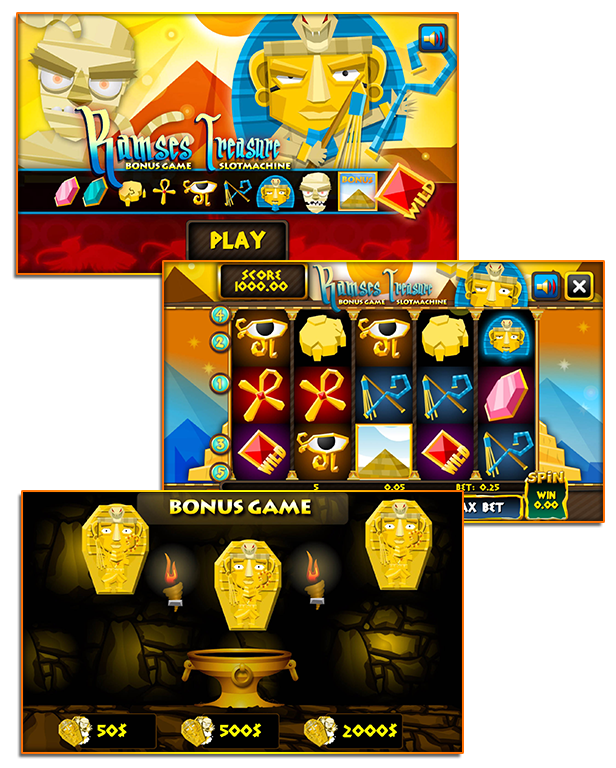 Ramses Treasure
BONUS GAME SLOTMACHINE
BONUS
WILD
PLAY
SCORE
1000.00
Ramses Treasure
BONUS GAME SLOTMACHINE
4
2
1
3
5
WILD
WILD
5 0.05 BET: 0.25
SPIN
AX BET
WIN
0.00
BONUS GAME
50$ 500$ 2000$